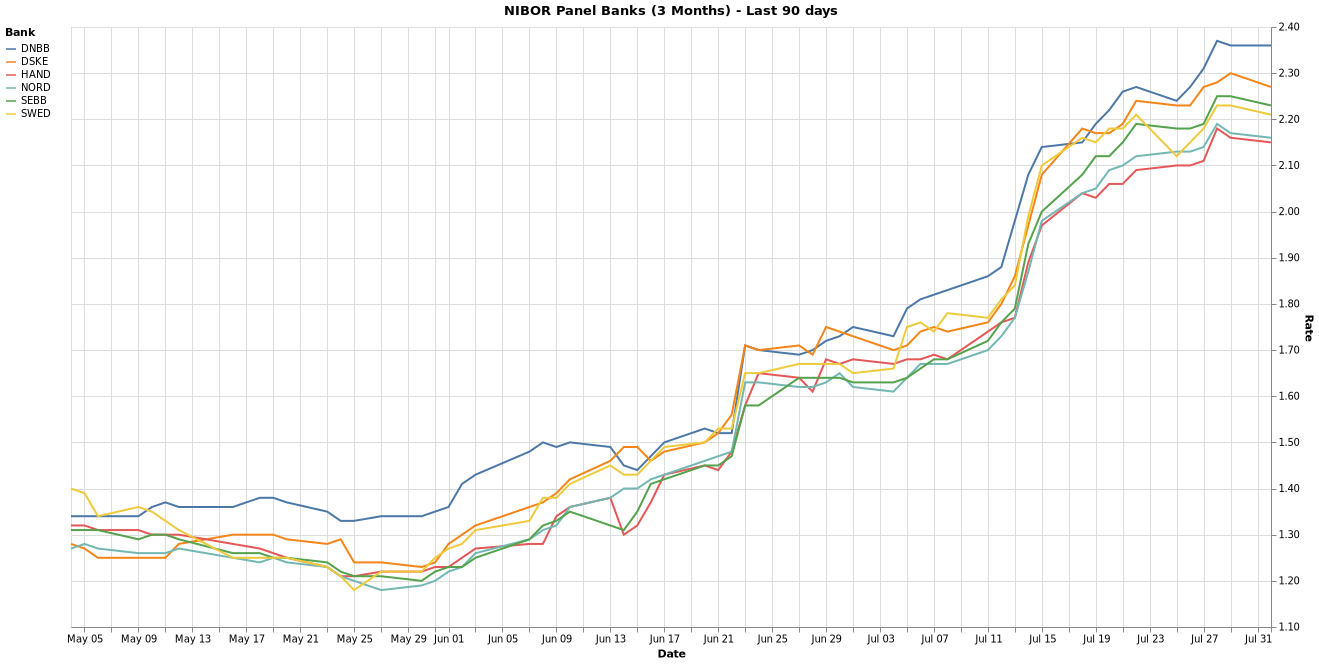 NIBOR Panel Banks (3 Months) - Last 90 days
Bank
DNBB
DSKE
HAND
NORD
SEBB
SWED
2.40
2.30
2.20
2.10
2.00
1.90
1.80
1.70
1.60
1.50
1.40
1.30
1.20
1.10
Rate
May 05 May 09 May 13 May 17 May 21 May 25 May 29 Jun 01 Jun 05 Jun 09 Jun 13 Jun 17 Jun 21 Jun 25 Jun 29 Jul 03 Jul 07 Jul 11 Jul 15 Jul 19 Jul 23 Jul 27 Jul 31
Date